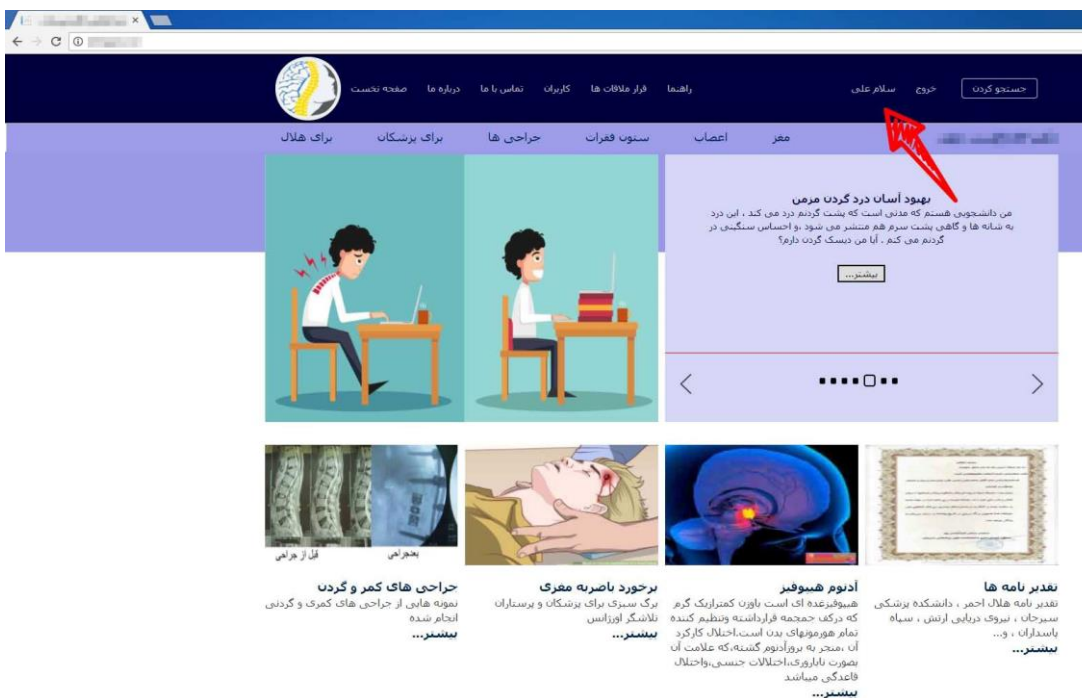 جستجو کردن
خروج
سلام علی
راهنما
قرار ملاقات ها
کاربران
تماس با ما
درباره ما
صفحه نخست
مغز
اعصاب
ستون فقرات
جراحی ها
برای پزشکان
برای هلال
بهبود آسان درد گردن مزمن
من دانشجویی هستم که مدتی است که پشت گردنم درد می کند ، این درد
به شانه ها و گاهی پشت سرم هم منتشر می شود ،و احساس سنگینی در
گردنم می کنم . آیا من دیسک گردن دارم؟
بیشتر...
تقدیر نامه ها
تقدیر نامه هلال احمر ، دانشکده پزشکی
سیرجان ، نیروی دریایی ارتش ، سپاه
پاسداران ، و...
بیشتر...
آدنوم هیپوفیز
هیپوفیزغده ای است باوزن کمترازیک گرم
که درکف جمجمه قرارداشته وتنظیم کننده
تمام هورمونهای بدن است.اختلال کارکرد
آن ،منجر به بروزآدنوم گشته،که علامت آن
بصورت ناباروری،اختلالات جنسی،واختلال
قاعدگی میباشد
بیشتر...
برخورد باضربه مغزی
برگ سبزی برای پزشکان و پرستاران
تلاشگر اورژانس
بیشتر...
بعدجراحی
قبل از جراحی
جراحی های کمر و گردن
نمونه هایی از جراحی های کمری و گردنی
انجام شده
بیشتر...